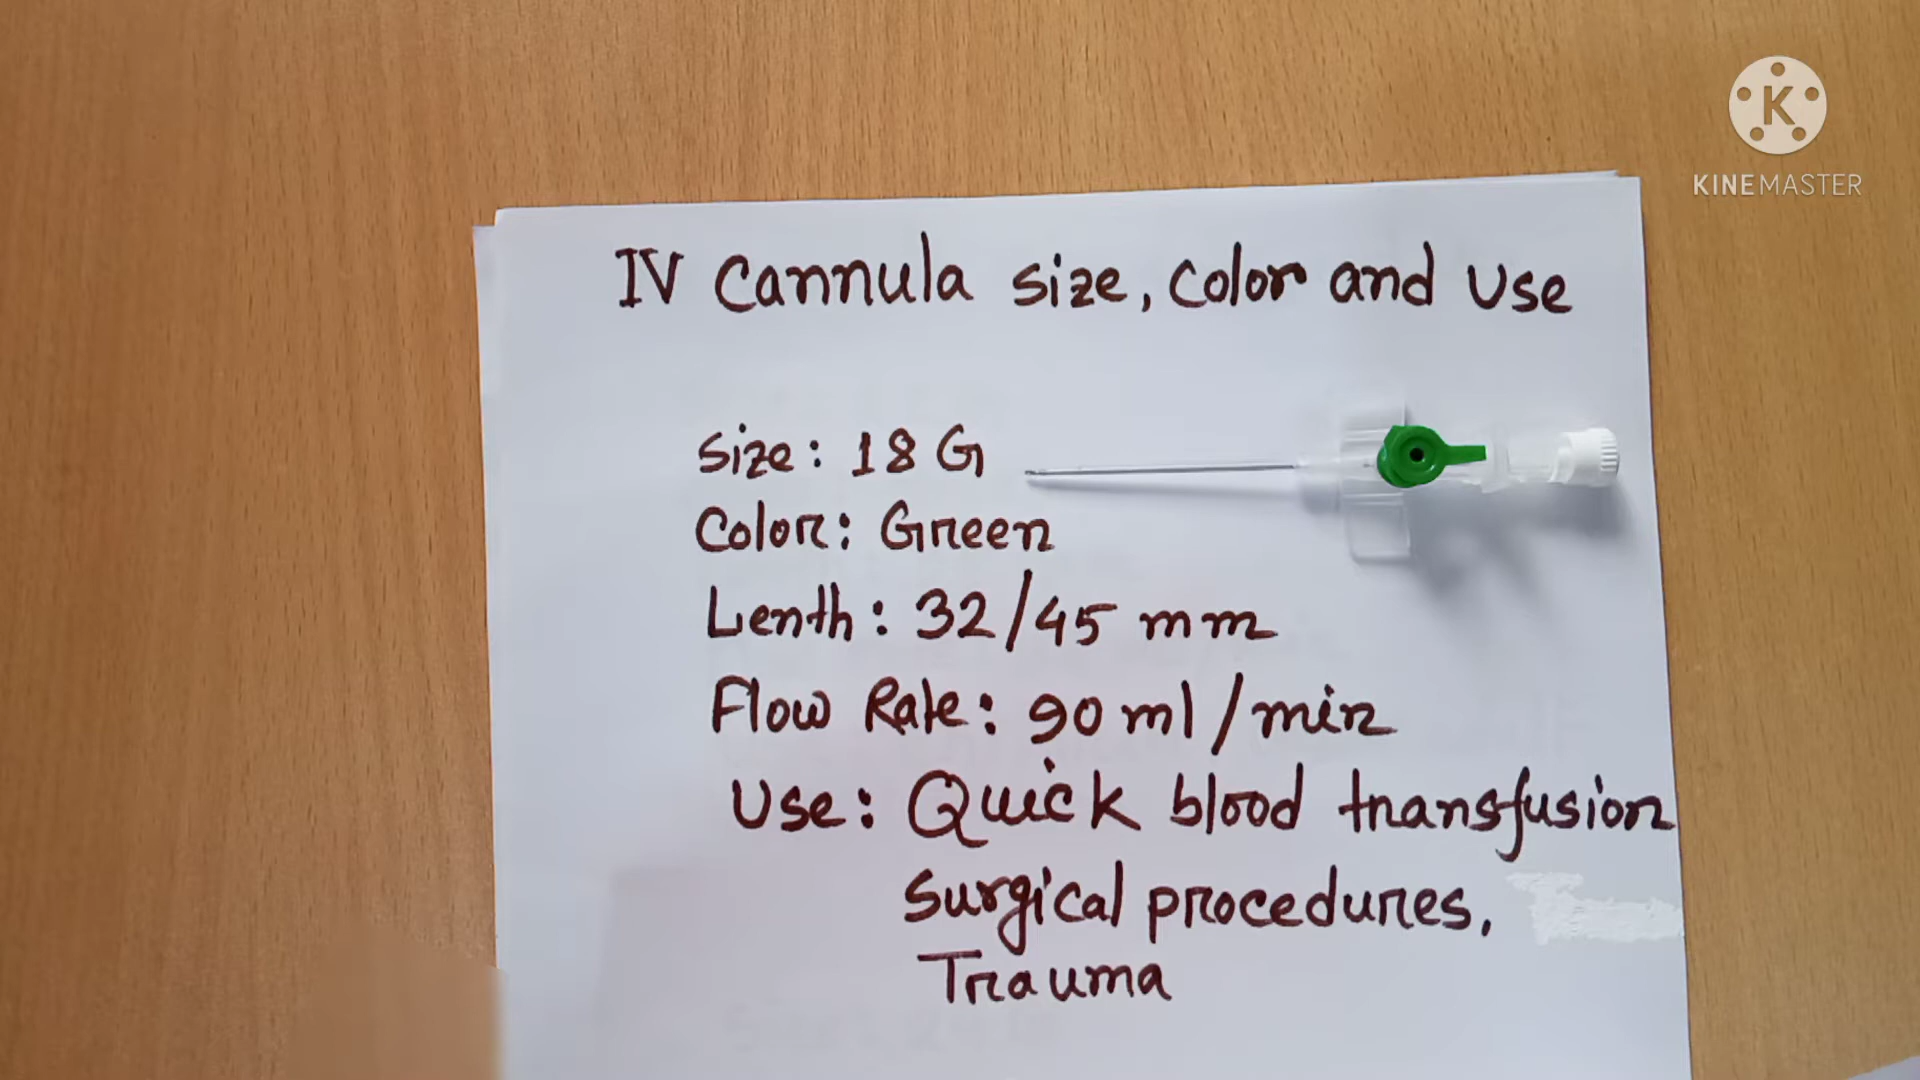 K
KINEMASTER
IV Cannula size, color and use
Size: 18 G
Color: Green
Lenth: 32/45 mm
Flow Rate: 90 ml/min
Use: Quick blood transfusion
Surgical procedures,
Trauma